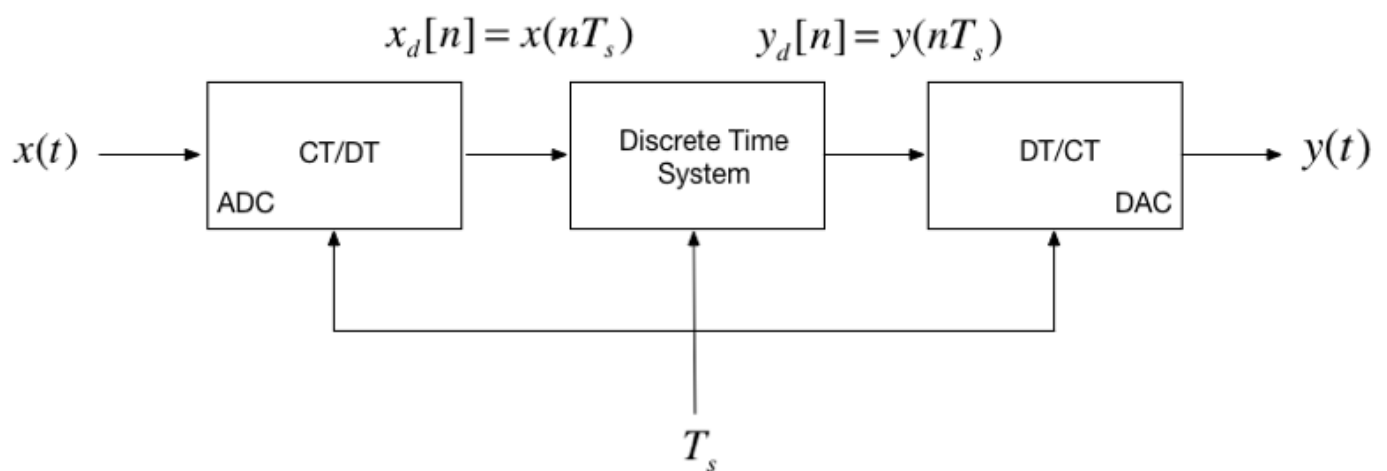 x_d[n] = x(nT_s)
y_d[n] = y(nT_s)
x(t)
CT/DT
ADC
Discrete Time
System
DT/CT
DAC
y(t)
T_s